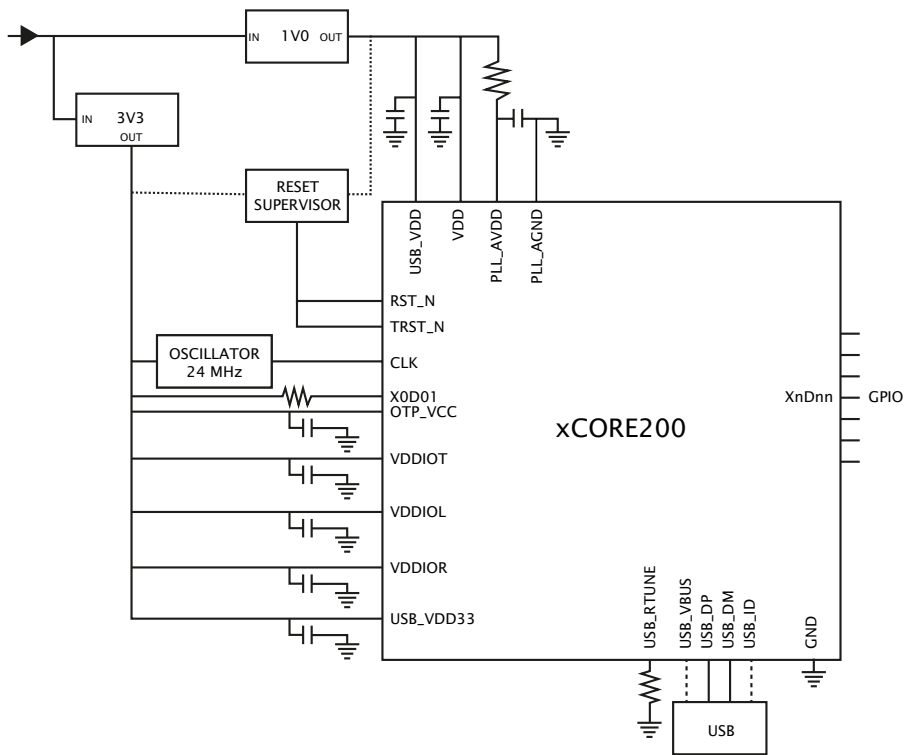 IN 1V0 OUT
IN 3V3
OUT
RESET
SUPERVISOR
USB_VDD
VDD
PLL_AVDD
PLL_AGND
RST_N
TRST_N
OSCILLATOR
24 MHz
CLK
X0D01
OTP_VCC
XnDnn GPIO
xCORE200
VDDIOT
VDDIOL
VDDIOR
USB_VDD33
USB_RTUNE
USB_VBUS
USB_DP
USB_DM
USB_ID
GND
USB